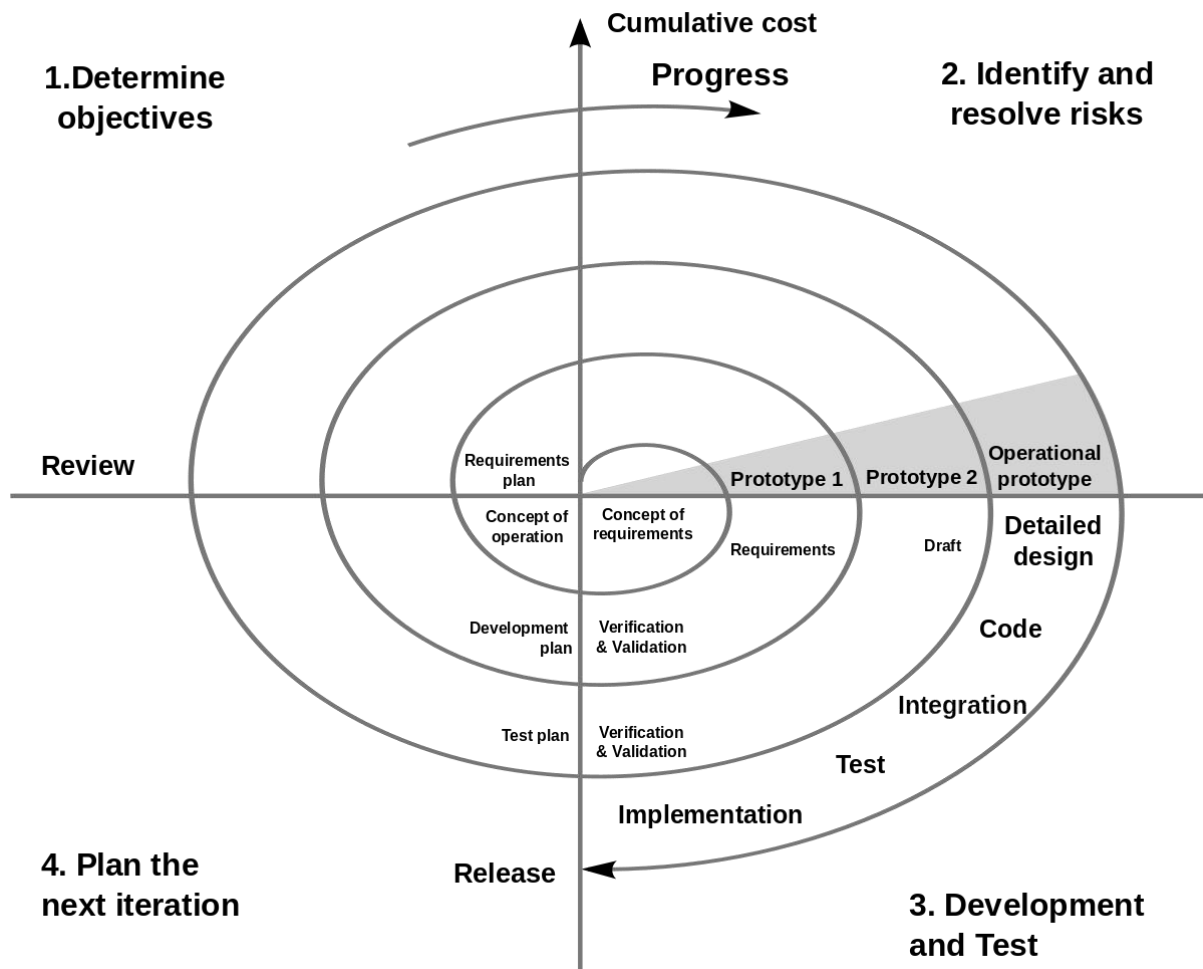 Cumulative cost
Progress
1.Determine
objectives
2. Identify and
resolve risks
Review
Requirements
plan
Prototype 1
Prototype 2
Operational
prototype
Concept of
operation
Concept of
requirements
Requirements
Draft
Detailed
design
Development
plan
Verification
& Validation
Code
Integration
Test plan
Verification
& Validation
Test
Implementation
Release
4. Plan the
next iteration
3. Development
and Test